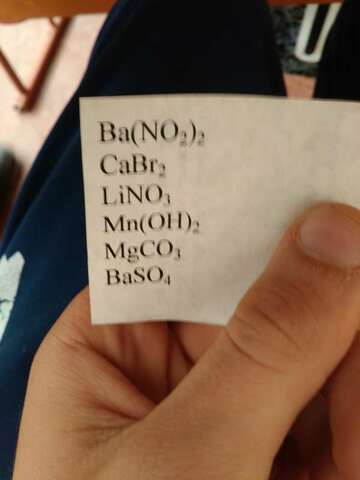 Ba(NO₂)₂
CaBr₂
LiNO₃
Mn(OH)₂
MgCO₃
BaSO₄